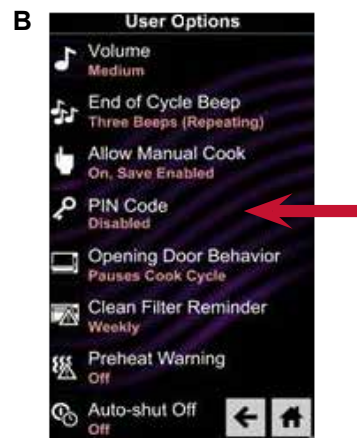 B
User Options
Volume
Medium
End of Cycle Beep
Three Beeps (Repeating)
Allow Manual Cook
On, Save Enabled
PIN Code
Disabled
Opening Door Behavior
Pauses Cook Cycle
Clean Filter Reminder
Weekly
Preheat Warning
Off
Auto-shut Off
Off